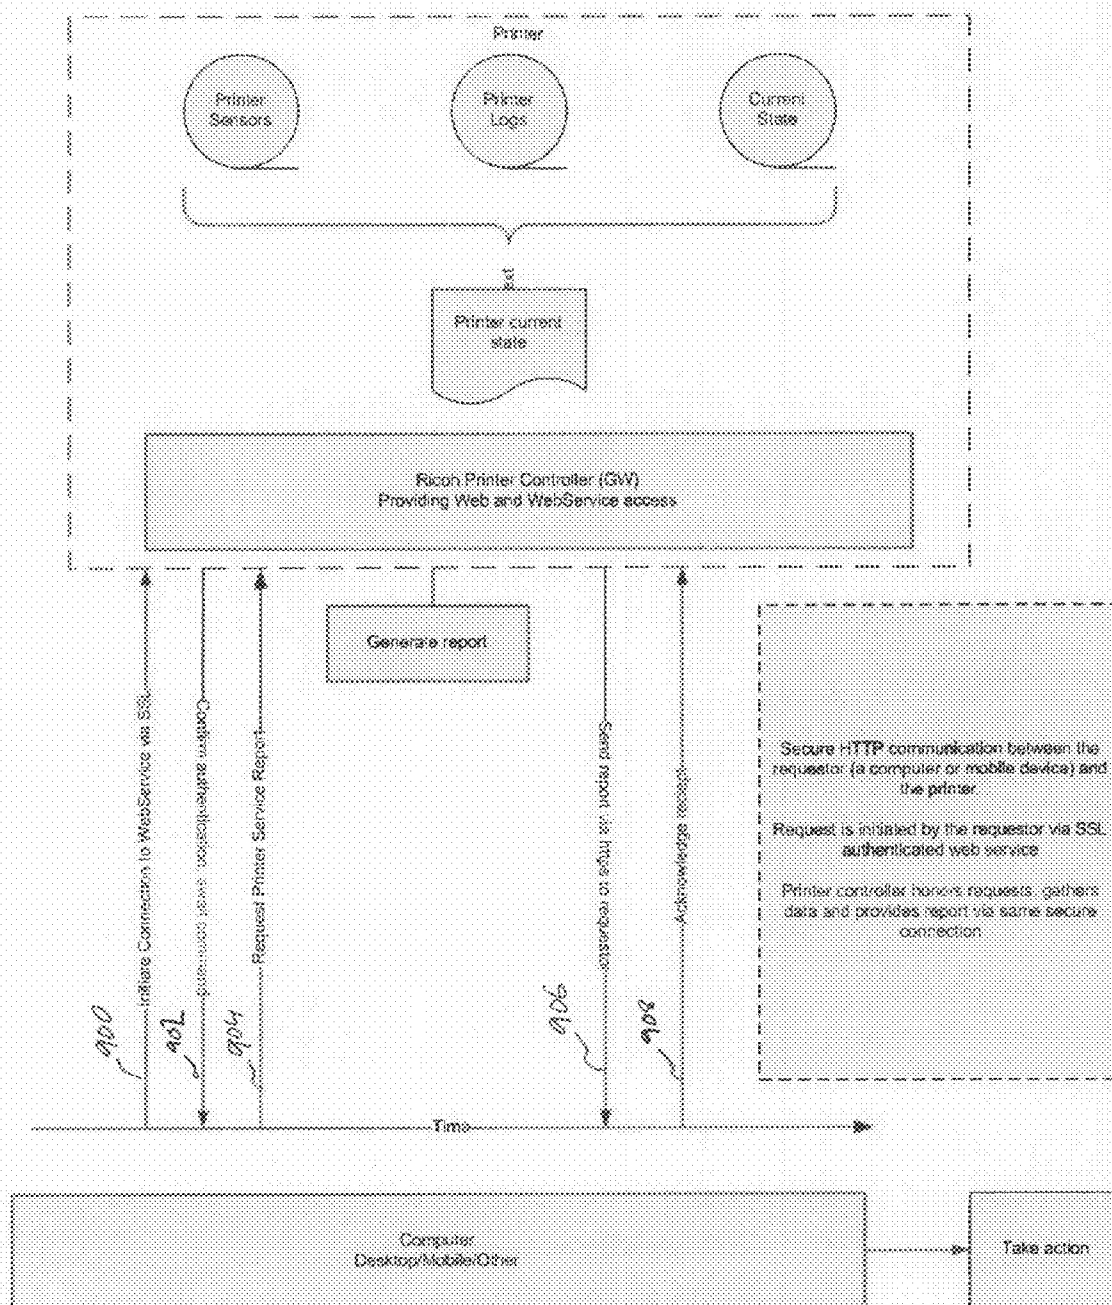 Printer
Printer
Sensors
Printer
Logs
Current
State
Ext
Printer current
state
Ricoh Printer Controller (GW)
Providing Web and WebService access
Generate report
Initiare Connection to WebService via SSL
Confirm authentication, await command
Request Printer Service Report
Send report via https to requestor
Acknowledge receipt
Secure HTTP communication between the
requestor (a computer or mobile device) and
the printer
Request is initiated by the requestor via SSL
authenticated web service
Printer controller honors requests, gathers
data and provides report via same secure
connection
900
902
904
906
908
Time
Computer
Desktop/Mobile/Other
Take action